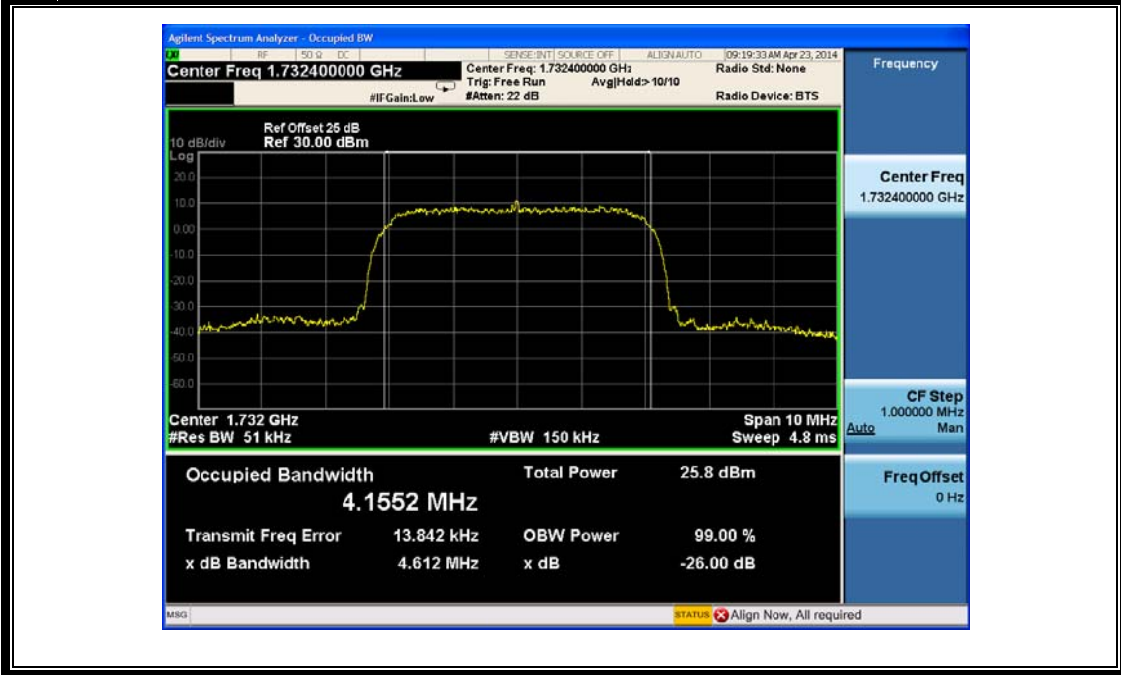 Agilent Spectrum Analyzer - Occupied BW
RF 50 Ω DC SENSE:INT SOURCE OFF ALIGN AUTO 09:19:33 AM Apr 23, 2014
Center Freq 1.732400000 GHz
Center Freq: 1.732400000 GHz
Radio Std: None
Trig: Free Run Avg|Hold:> 10/10
#IFGain:Low #Atten: 22 dB
Radio Device: BTS
Frequency
Ref Offset 25 dB
10 dB/div Ref 30.00 dBm
Log
20.0
10.0
0.00
-10.0
-20.0
-30.0
-40.0
-50.0
-60.0
Center 1.732 GHz Span 10 MHz
#Res BW 51 kHz #VBW 150 kHz Sweep 4.8 ms
Center Freq
1.732400000 GHz
CF Step
1.000000 MHz
Auto Man
Freq Offset
0 Hz
Occupied Bandwidth Total Power 25.8 dBm
4.1552 MHz
Transmit Freq Error 13.842 kHz OBW Power 99.00 %
x dB Bandwidth 4.612 MHz x dB -26.00 dB
MSG STATUS Align Now, All required